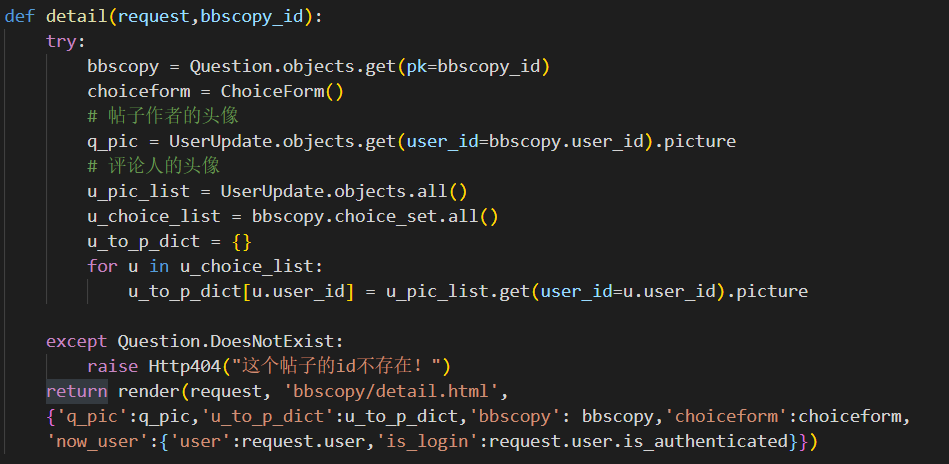 def detail(request,bbscopy_id):
    try:
        bbscopy = Question.objects.get(pk=bbscopy_id)
        choiceform = ChoiceForm()
        # 帖子作者的头像
        q_pic = UserUpdate.objects.get(user_id=bbscopy.user_id).picture
        # 评论人的头像
        u_pic_list = UserUpdate.objects.all()
        u_choice_list = bbscopy.choice_set.all()
        u_to_p_dict = {}
        for u in u_choice_list:
            u_to_p_dict[u.user_id] = u_pic_list.get(user_id=u.user_id).picture
    except Question.DoesNotExist:
        raise Http404("这个帖子的id不存在！")
    return render(request, 'bbscopy/detail.html',
    {'q_pic':q_pic,'u_to_p_dict':u_to_p_dict,'bbscopy': bbscopy,'choiceform':choiceform,
    'now_user':{'user':request.user,'is_login':request.user.is_authenticated}})